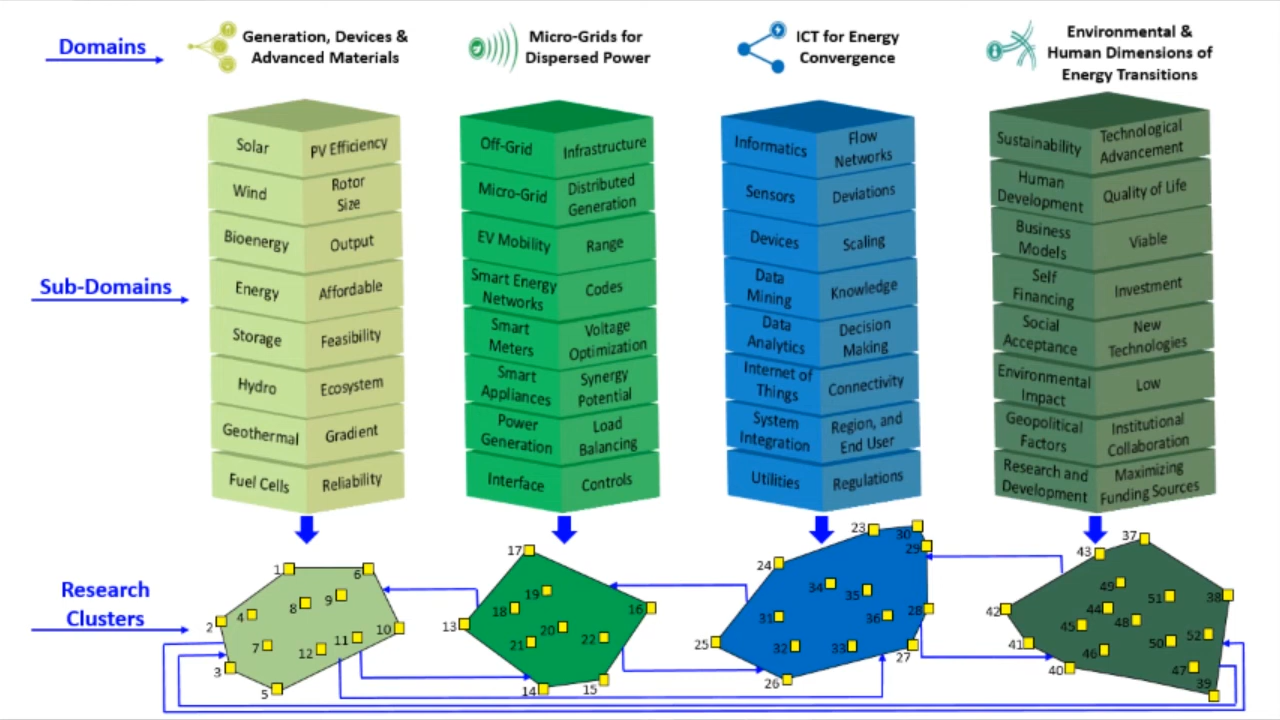 Domains
Generation, Devices &
Advanced Materials
Micro-Grids for
Dispersed Power
ICT for Energy
Convergence
Environmental &
Human Dimensions of
Energy Transitions
Sub-Domains
Solar
PV Efficiency
Wind
Rotor
Size
Bioenergy
Output
Energy
Affordable
Storage
Feasibility
Hydro
Ecosystem
Geothermal
Gradient
Fuel Cells
Reliability
Off-Grid
Infrastructure
Micro-Grid
Distributed
Generation
EV Mobility
Range
Smart Energy
Networks
Codes
Smart
Meters
Voltage
Optimization
Smart
Appliances
Synergy
Potential
Power
Generation
Load
Balancing
Interface
Controls
Informatics
Flow
Networks
Sensors
Deviations
Devices
Scaling
Data
Mining
Knowledge
Data
Analytics
Decision
Making
Internet of
Things
Connectivity
System
Integration
Region, and
End User
Utilities
Regulations
Sustainability
Technological
Advancement
Human
Development
Quality of Life
Business
Models
Viable
Self
Financing
Investment
Social
Acceptance
New
Technologies
Environmental
Impact
Low
Geopolitical
Factors
Institutional
Collaboration
Research and
Development
Maximizing
Funding Sources
Research
Clusters
1
6
2
4
8
9
10
7
12
11
3
5
17
19
18
16
13
20
21
22
14
15
23
30
29
24
34
35
31
36
28
25
32
33
27
26
37
43
49
51
38
42
44
45
48
52
41
46
50
40
47
39